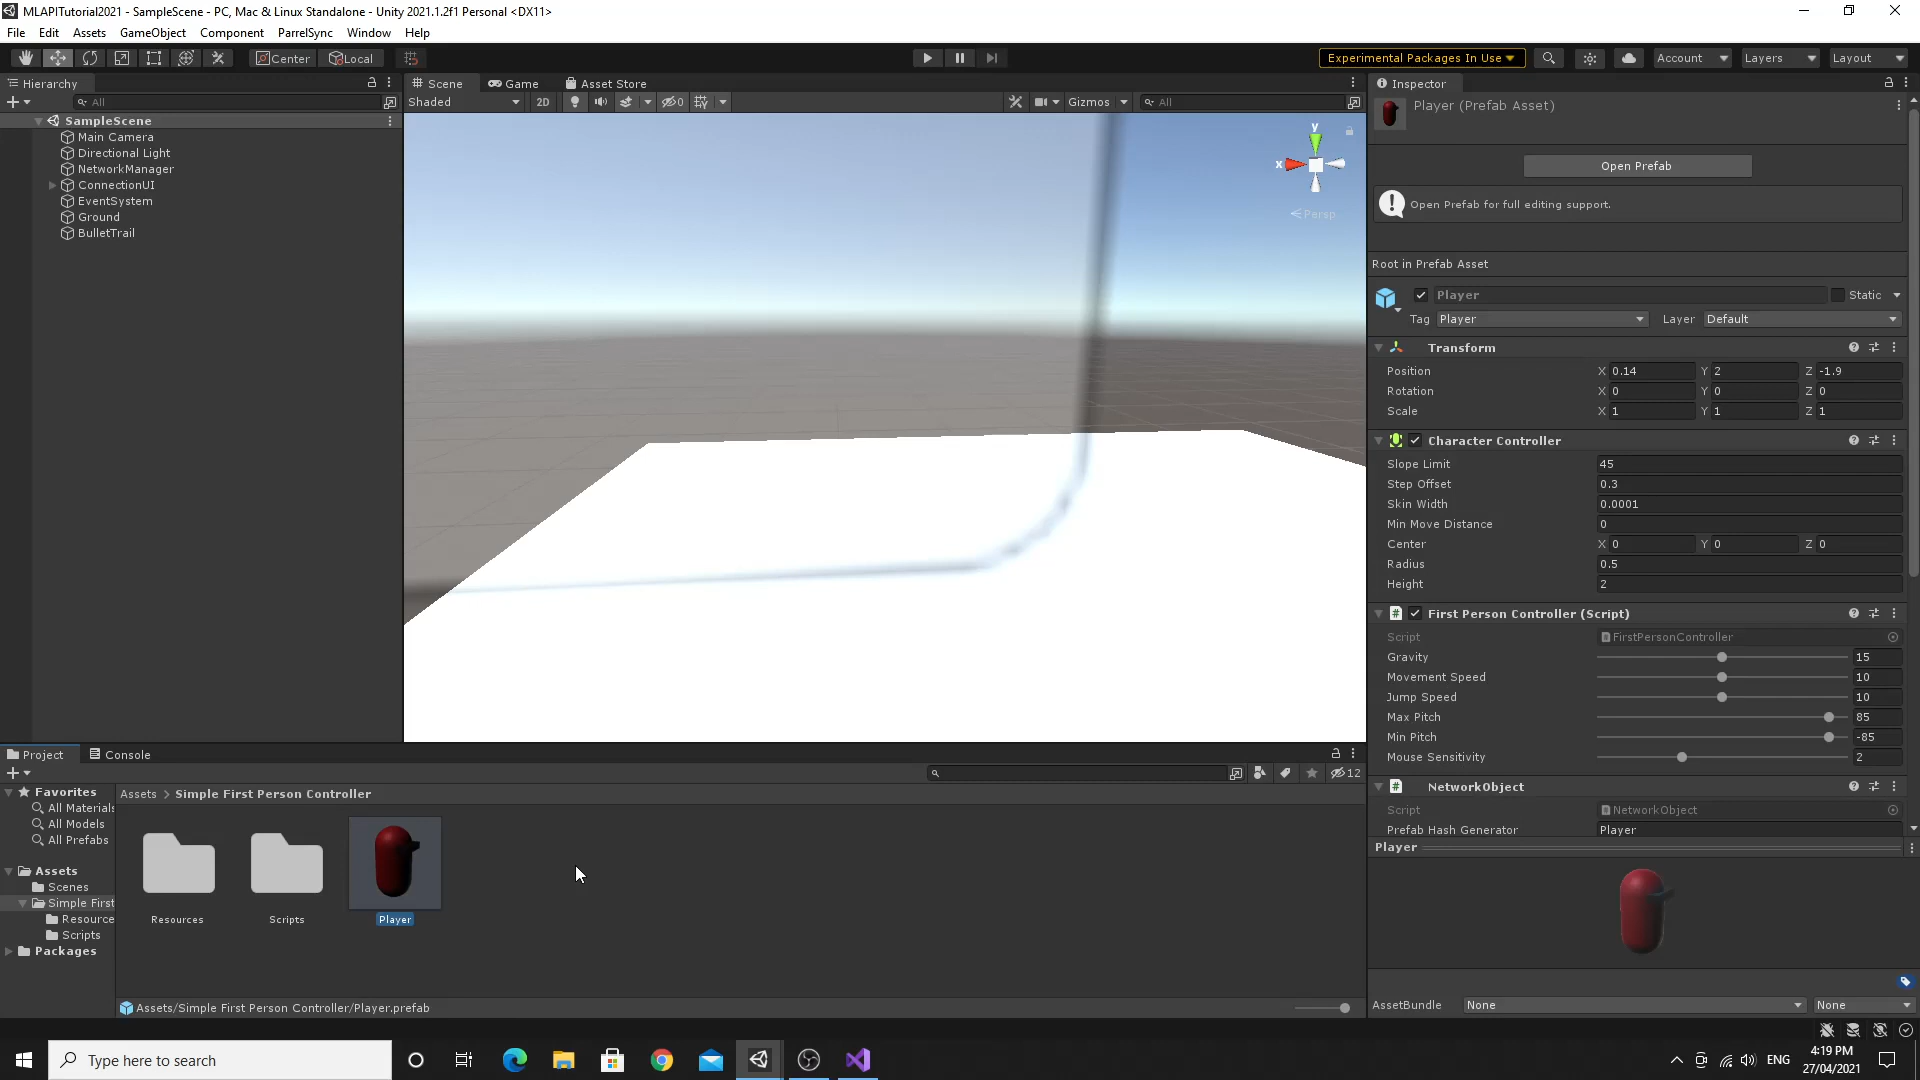 MLAPITutorial2021 - SampleScene - PC, Mac & Linux Standalone - Unity 2021.1.2f1 Personal <DX11>
File Edit Assets GameObject Component ParrelSync Window Help
Center Local Experimental Packages In Use Account Layers Layout
Hierarchy Scene Game Asset Store Inspector
All Shaded 2D 0 Gizmos All
Player (Prefab Asset)
SampleScene
Main Camera
Directional Light
NetworkManager
ConnectionUI
EventSystem
Ground
BulletTrail
y
x
Persp
Open Prefab
Open Prefab for full editing support.
Root in Prefab Asset
Player Static
Tag Player Layer Default
Transform
Position X 0.14 Y 2 Z -1.9
Rotation X 0 Y 0 Z 0
Scale X 1 Y 1 Z 1
Character Controller
Slope Limit 45
Step Offset 0.3
Skin Width 0.0001
Min Move Distance 0
Center X 0 Y 0 Z 0
Radius 0.5
Height 2
First Person Controller (Script)
Script FirstPersonController
Gravity 15
Movement Speed 10
Jump Speed 10
Max Pitch 85
Min Pitch -85
Mouse Sensitivity 2
NetworkObject
Script NetworkObject
Prefab Hash Generator Player
Player
AssetBundle None None
Project Console
12
Favorites
All Materials
All Models
All Prefabs
Assets
Scenes
Simple First
Resource
Scripts
Packages
Assets > Simple First Person Controller
Resources Scripts Player
Assets/Simple First Person Controller/Player.prefab
Type here to search
ENG
4:19 PM
27/04/2021